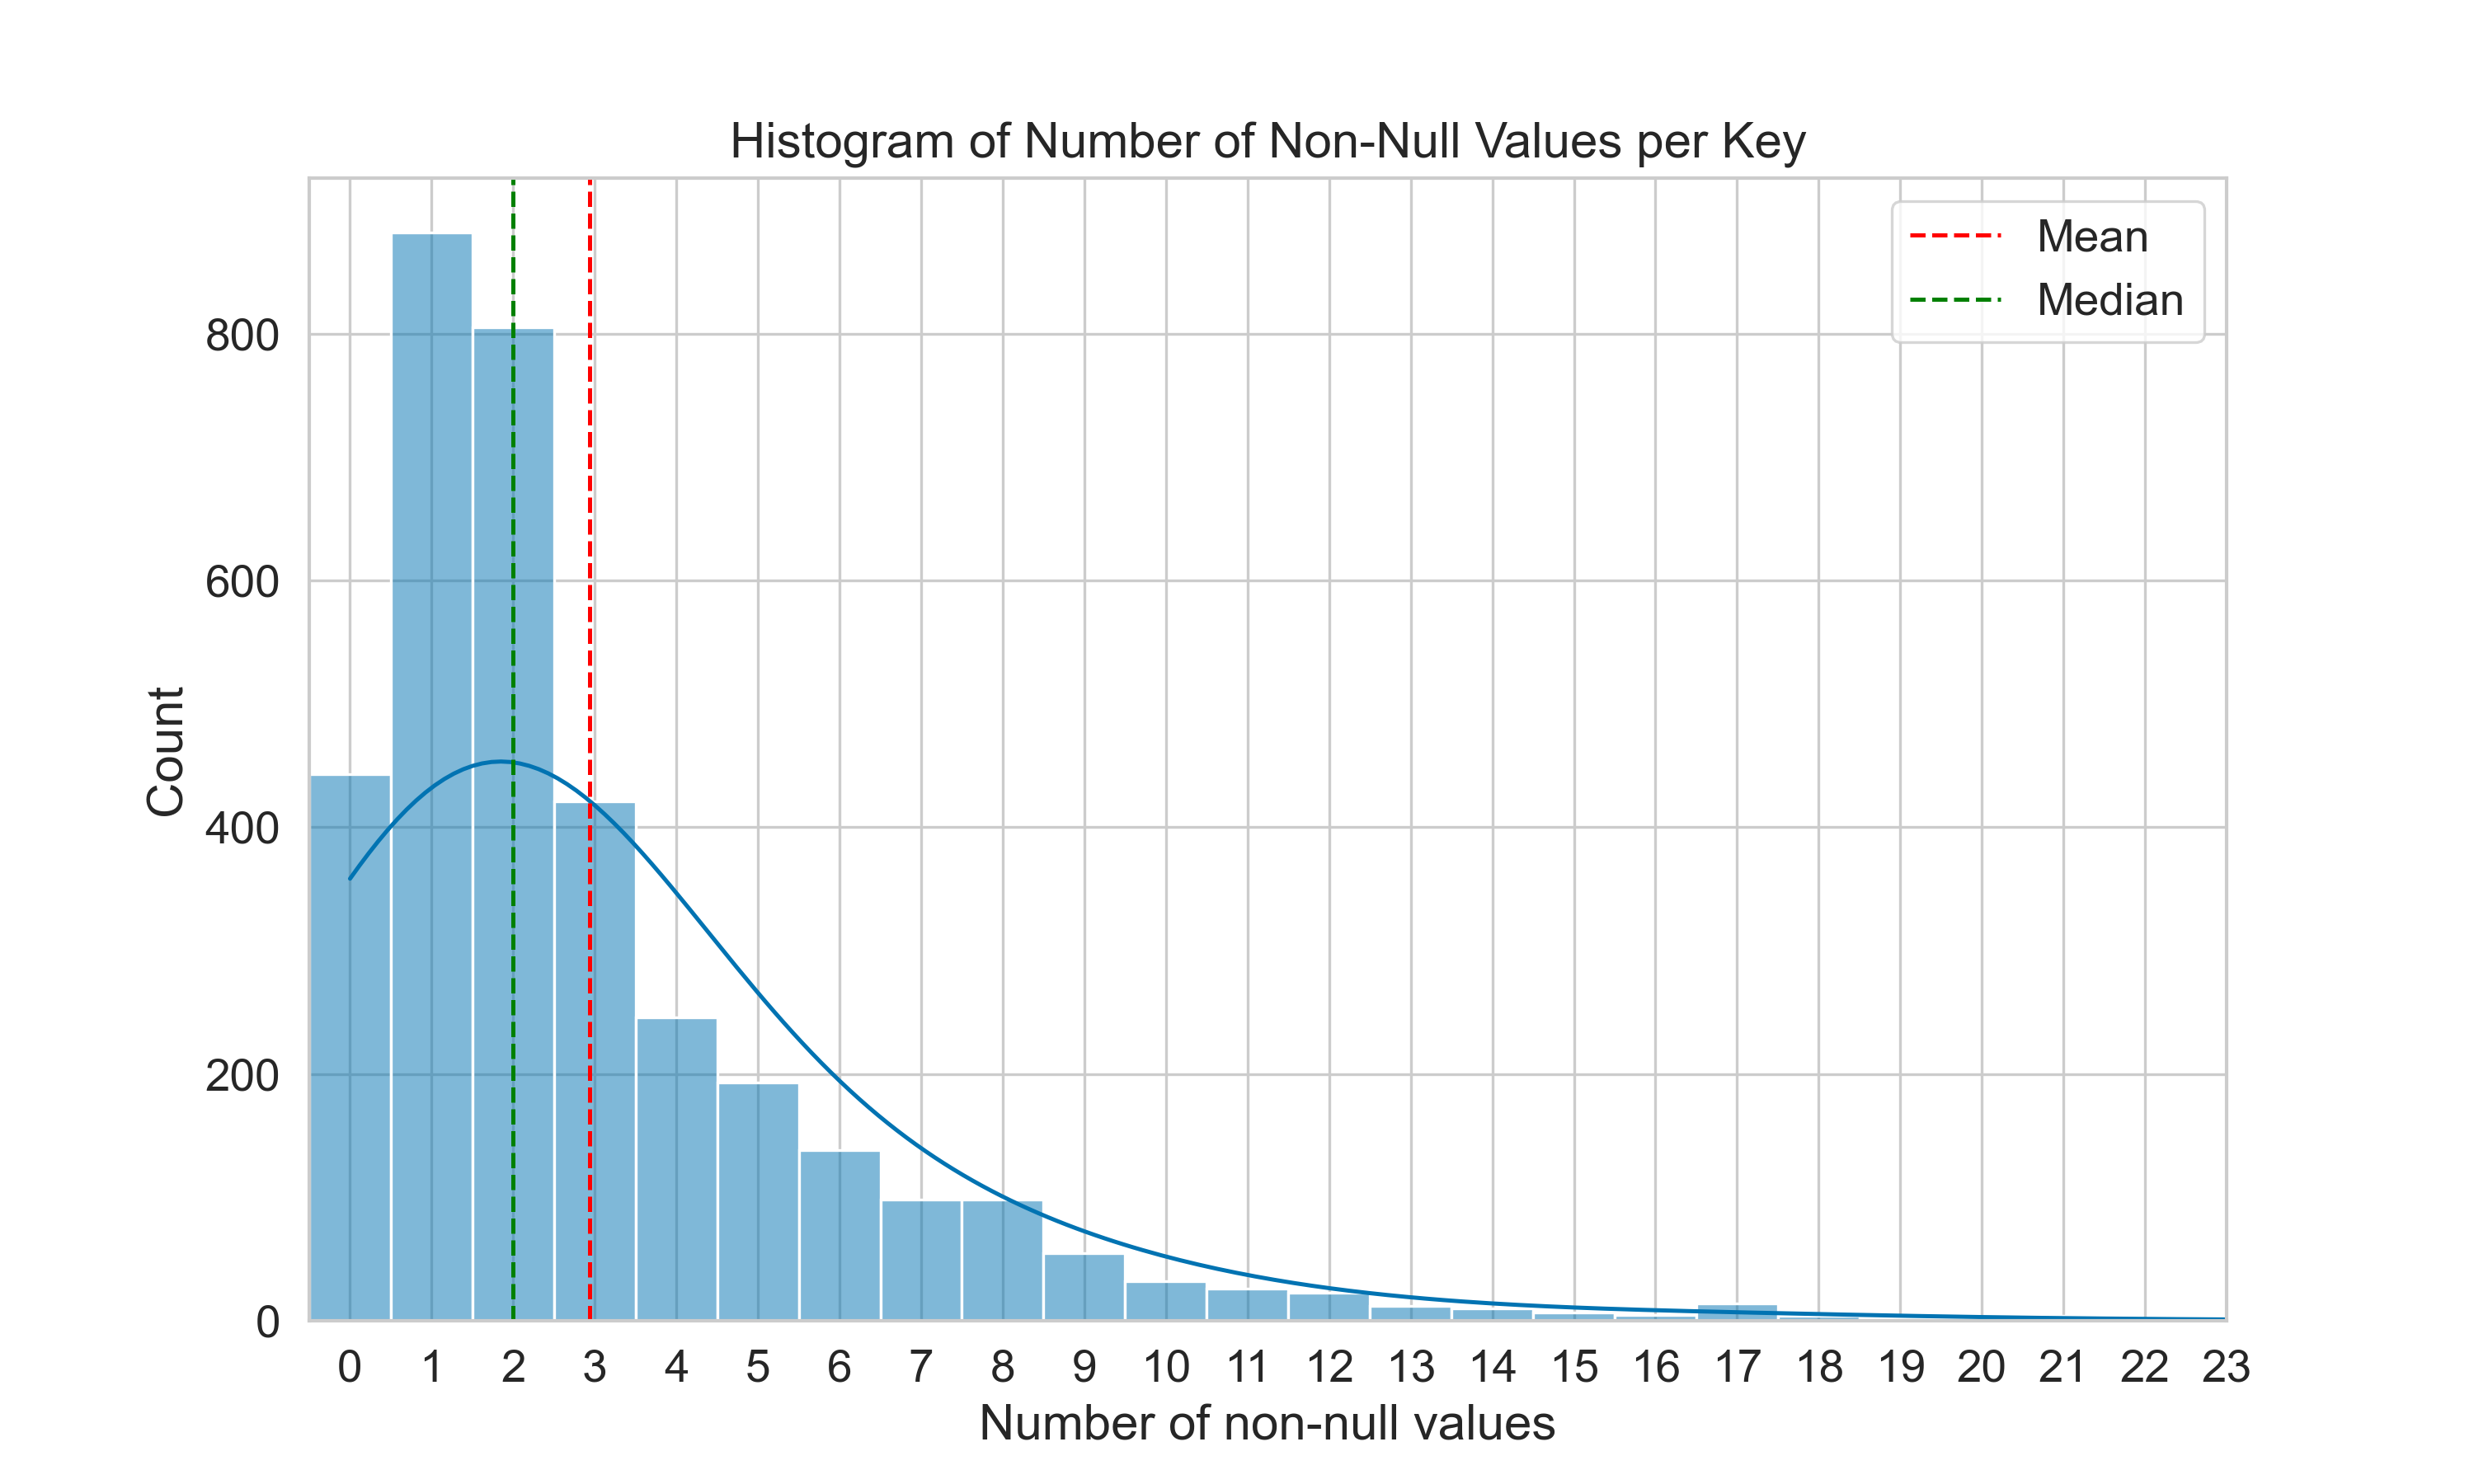 Histogram of Number of Non-Null Values per Key
Mean
Median
800
600
400
200
0
Count
0 1 2 3 4 5 6 7 8 9 10 11 12 13 14 15 16 17 18 19 20 21 22 23
Number of non-null values